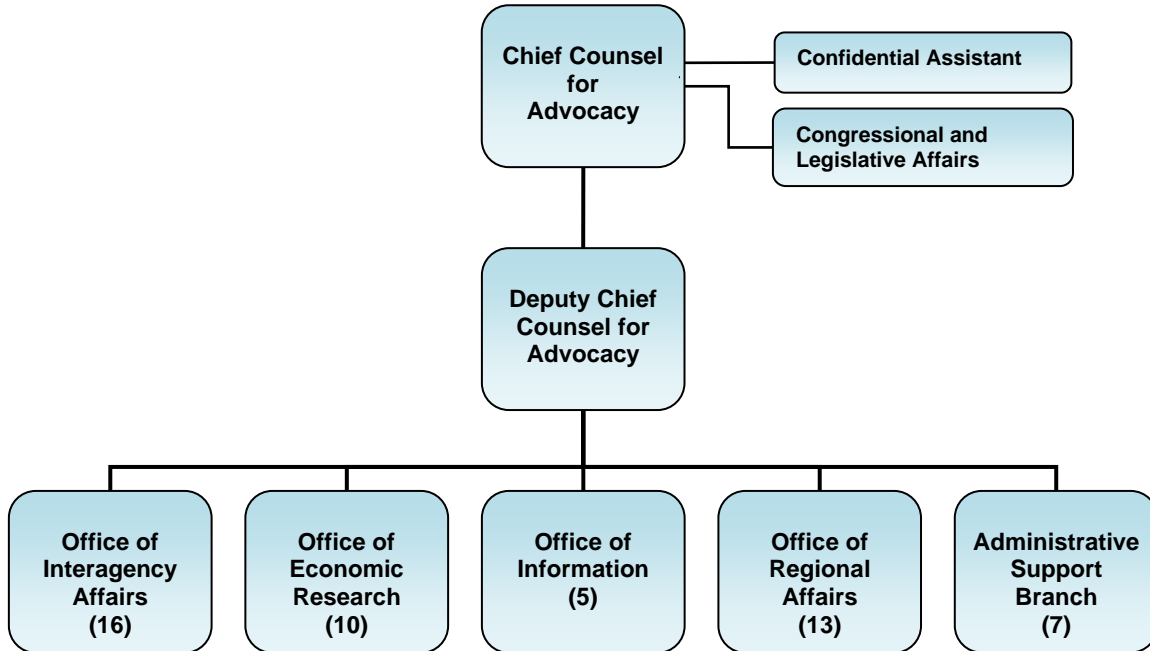 Chief Counsel
for
Advocacy
Confidential Assistant
Congressional and
Legislative Affairs
Deputy Chief
Counsel for
Advocacy
Office of
Interagency
Affairs
(16)
Office of
Economic
Research
(10)
Office of
Information
(5)
Office of
Regional
Affairs
(13)
Administrative
Support
Branch
(7)